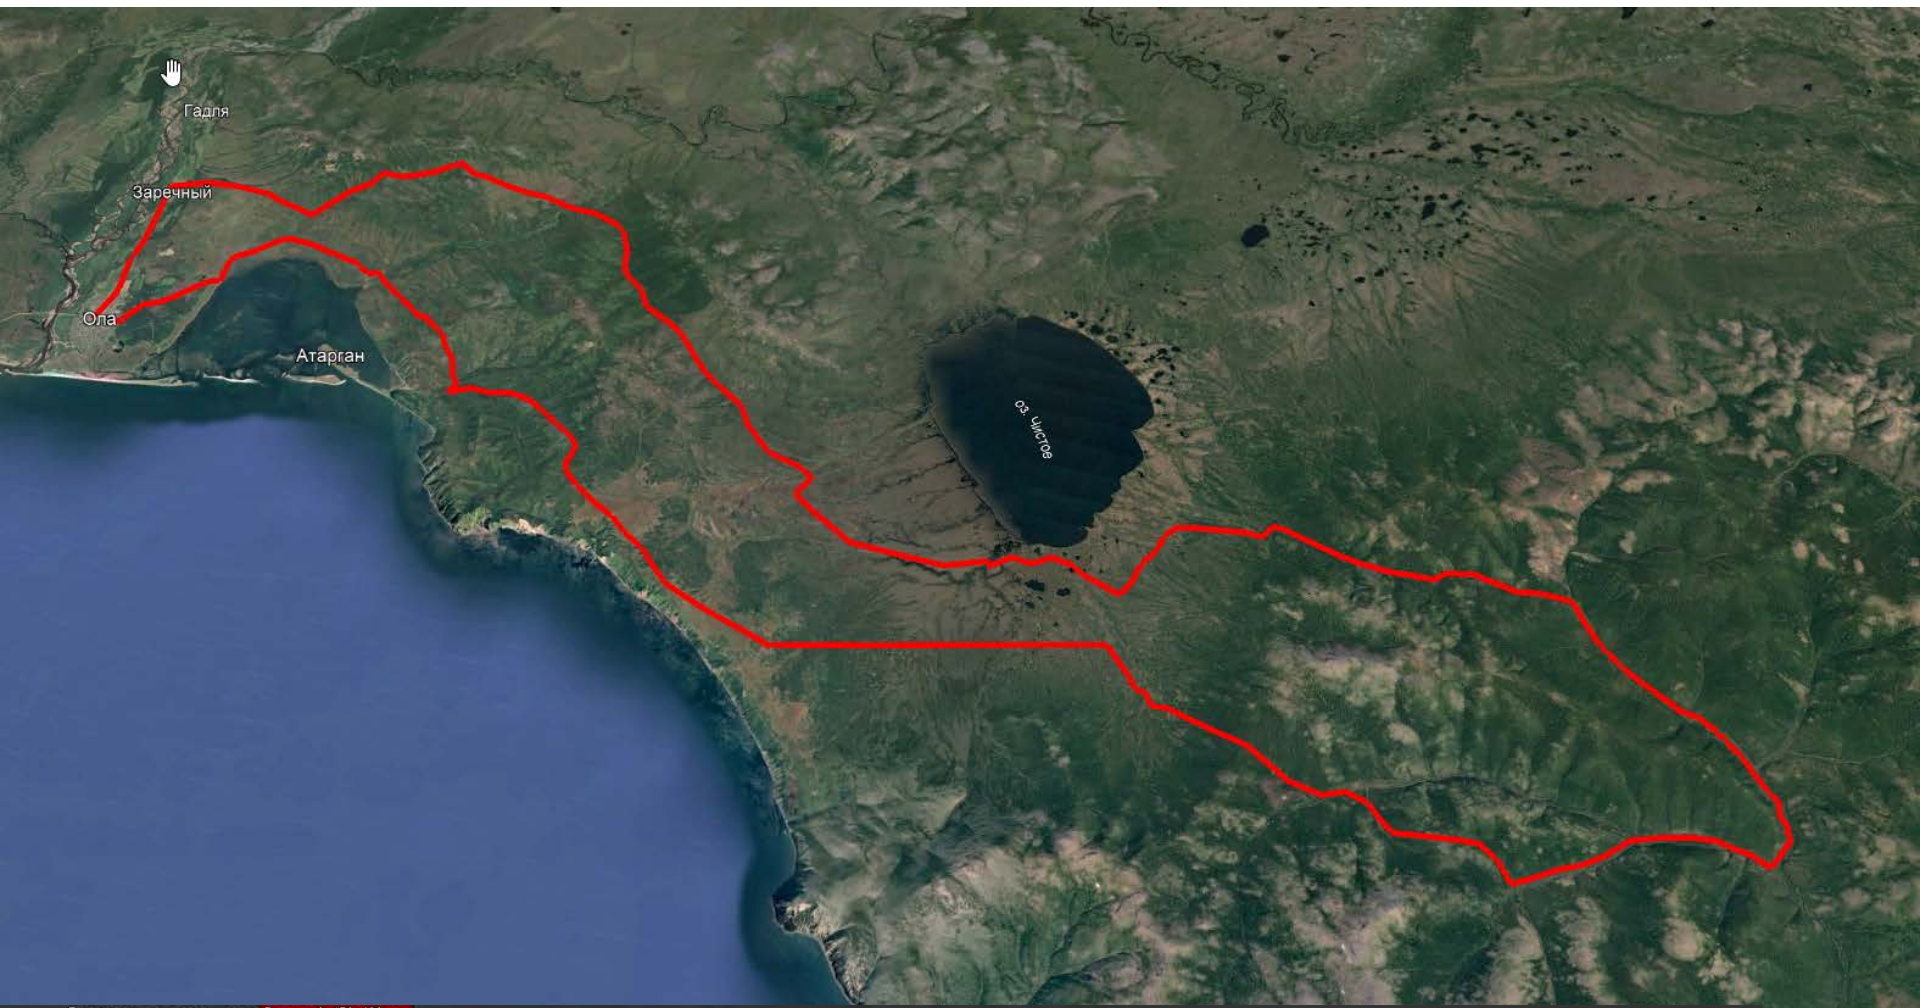 Гадля
Заречный
Ола
Атарган
оз. Чистое